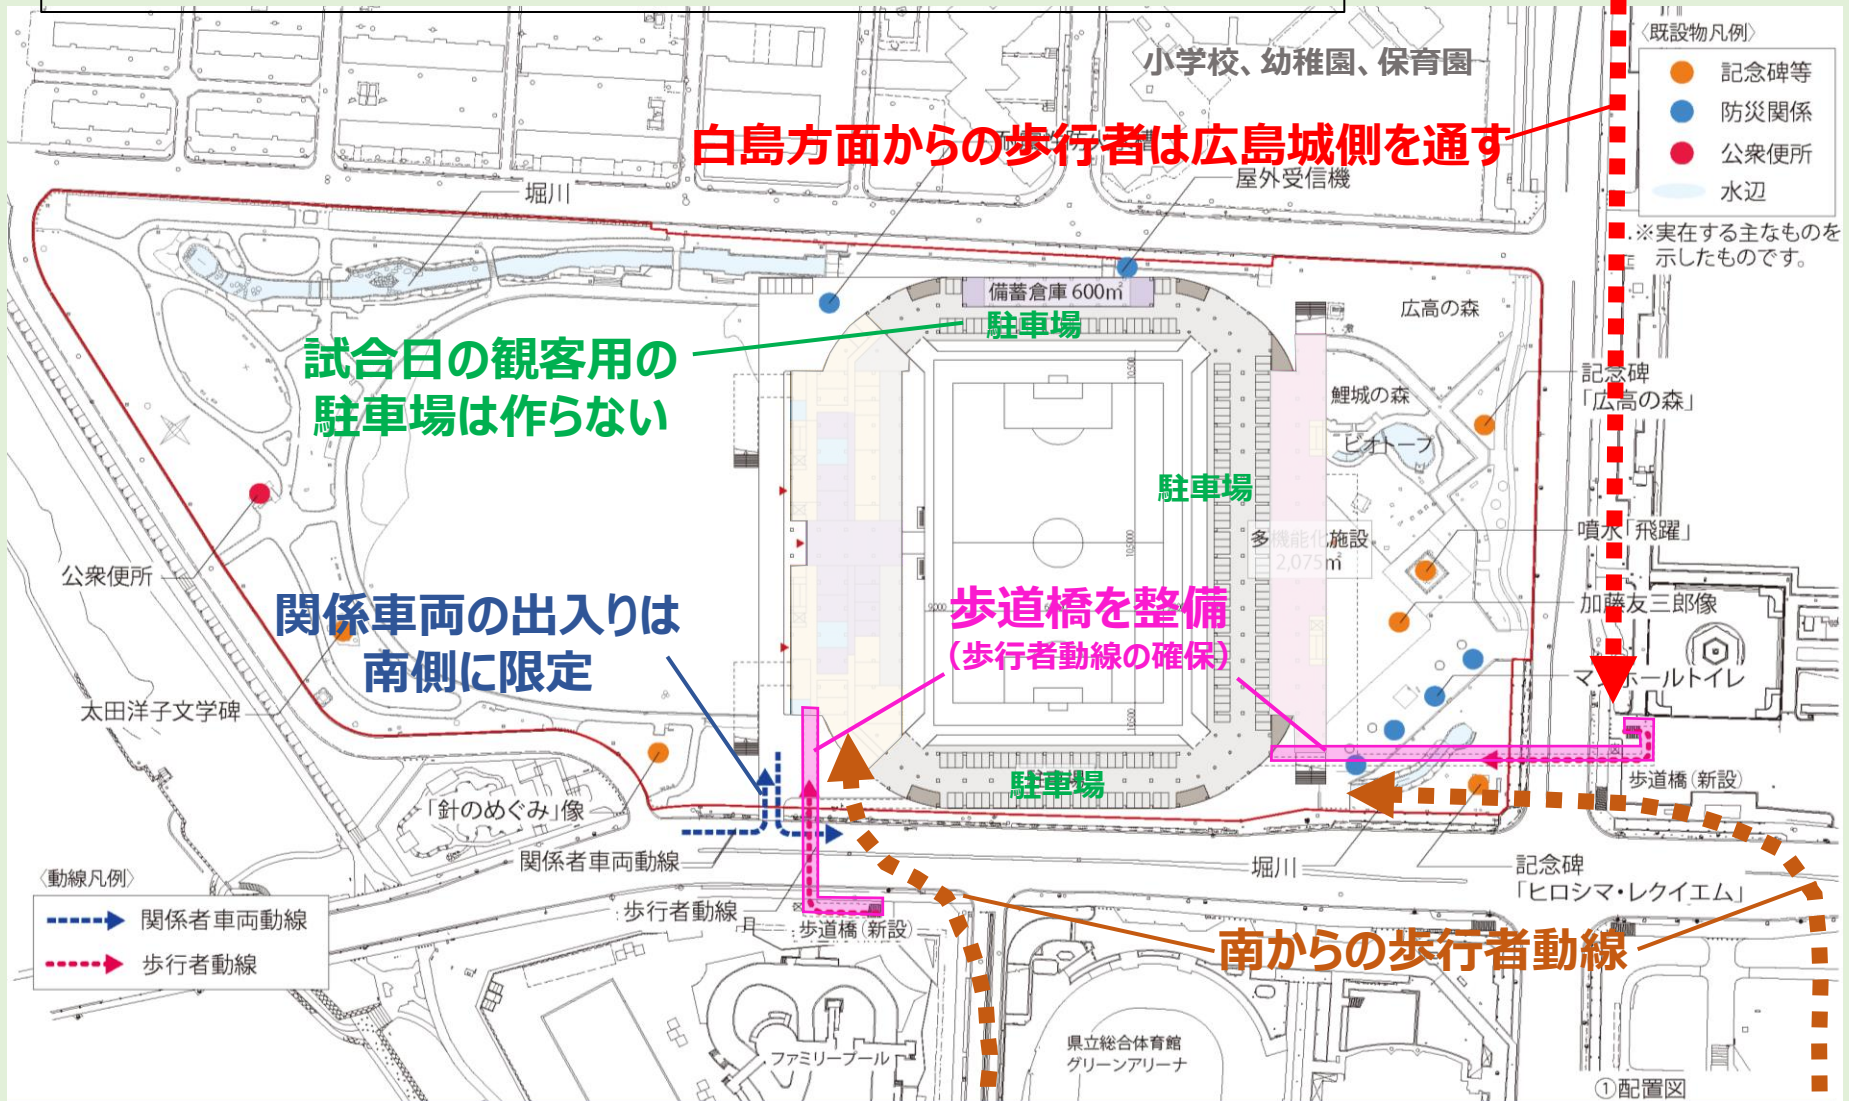 小学校、幼稚園、保育園
〈既設物凡例〉
記念碑等
防災関係
公衆便所
水辺
※実在する主なものを
示したものです。
白島方面からの歩行者は広島城側を通す
屋外受信機
堀川
備蓄倉庫 600㎡
駐車場
広高の森
試合日の観客用の
駐車場は作らない
記念碑
「広高の森」
鯉城の森
ビオトープ
駐車場
噴水「飛躍」
多機能化施設
2,075㎡
公衆便所
関係車両の出入りは
南側に限定
歩道橋を整備
（歩行者動線の確保）
加藤友三郎像
マンホールトイレ
太田洋子文学碑
歩道橋（新設）
駐車場
「針のめぐみ」像
関係者車両動線
堀川
記念碑
「ヒロシマ・レクイエム」
〈動線凡例〉
関係者車両動線
歩行者動線
歩行者動線
歩道橋（新設）
南からの歩行者動線
ファミリープール
県立総合体育館
グリーンアリーナ
①配置図